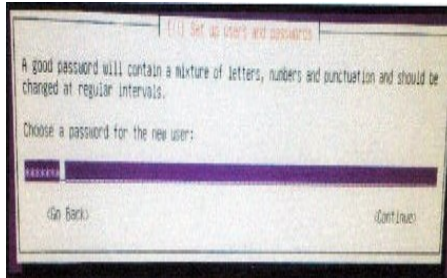 [!!] Set up users and passwords
A good password will contain a mixture of letters, numbers and punctuation and should be
changed at regular intervals.
Choose a password for the new user:
<Go Back> <Continue>